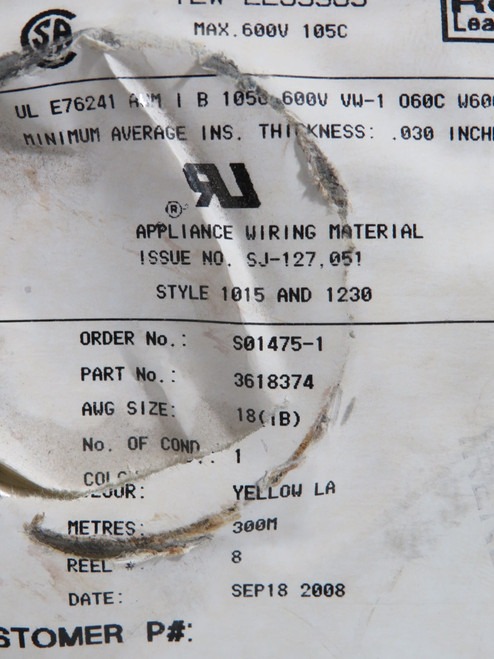 MAX.600V 105C
UL E76241 AWM I B 105C 600V VW-1 O60C W600
MINIMUM AVERAGE INS. THICKNESS: .030 INCH
®
APPLIANCE WIRING MATERIAL
ISSUE NO. SJ-127,051
STYLE 1015 AND 1230
ORDER No.: S01475-1
PART No.: 3618374
AWG SIZE: 18(1B)
No. OF COND .: 1
COLOUR: YELLOW LA
METRES: 300M
REEL #: 8
DATE: SEP18 2008
STOMER P#: